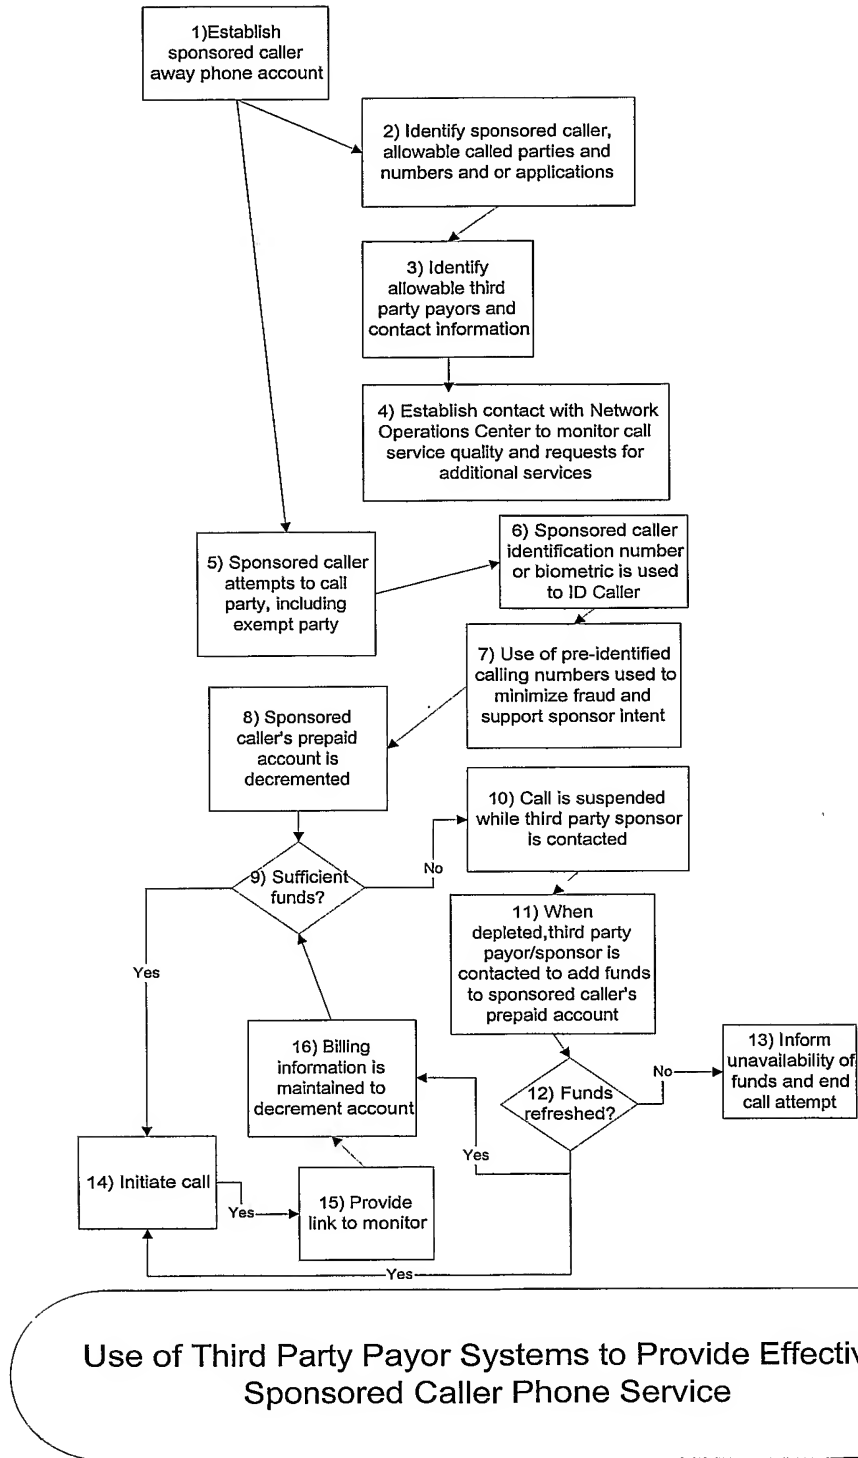 1)Establish
sponsored caller
away phone account
2) Identify sponsored caller,
allowable called parties and
numbers and or applications
3) Identify
allowable third
party payors and
contact information
4) Establish contact with Network
Operations Center to monitor call
service quality and requests for
additional services
5) Sponsored caller
attempts to call
party, including
exempt party
6) Sponsored caller
identification number
or biometric is used
to ID Caller
7) Use of pre-identified
calling numbers used to
minimize fraud and
support sponsor intent
8) Sponsored
caller's prepaid
account is
decremented
9) Sufficient
funds?
No
Yes
10) Call is suspended
while third party sponsor
is contacted
11) When
depleted,third party
payor/sponsor is
contacted to add funds
to sponsored caller's
prepaid account
12) Funds
refreshed?
No
Yes
13) Inform
unavailability of
funds and end
call attempt
16) Billing
information is
maintained to
decrement account
14) Initiate call
Yes
15) Provide
link to monitor
Yes
Use of Third Party Payor Systems to Provide Effectiv
Sponsored Caller Phone Service